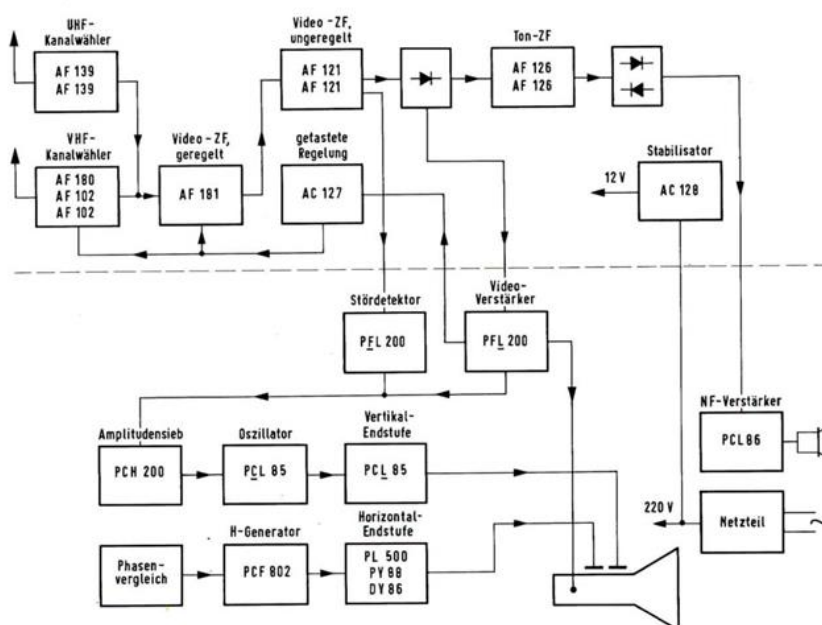 UHF-
Kanalwähler
AF 139
AF 139
Video - ZF,
ungeregelt
AF 121
AF 121
Ton-ZF
AF 126
AF 126
VHF-
Kanalwähler
AF 180
AF 102
AF 102
Video - ZF,
geregelt
AF 181
getastete
Regelung
AC 127
Stabilisator
12 V
AC 128
Stördetektor
PFL 200
Video-
Verstärker
PFL 200
NF-Verstärker
PCL 86
Amplitudensieb
PCH 200
Oszillator
PCL 85
Vertikal-
Endstufe
PCL 85
220 V
Netzteil
Phasen-
vergleich
H-Generator
PCF 802
Horizontal-
Endstufe
PL 500
PY 88
DY 86